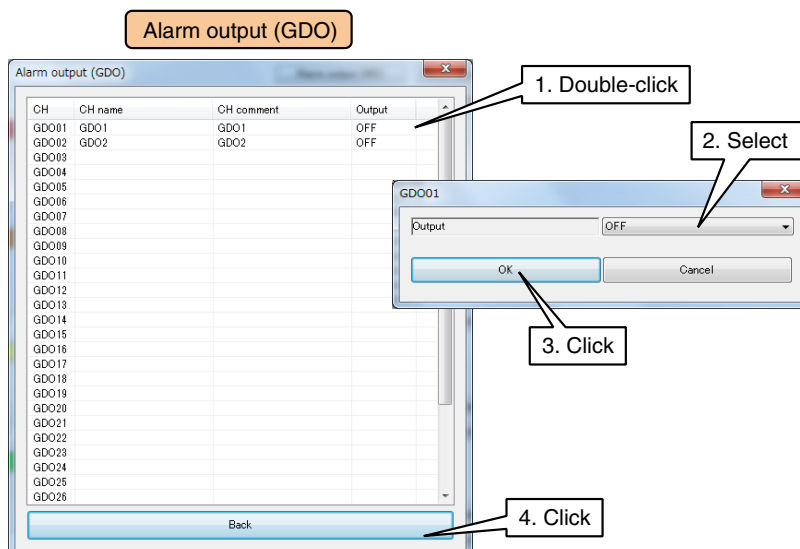 Alarm output (GDO)
Alarm output (GDO)
1. Double-click
CH CH name CH comment Output
GDO01 GDO1 GDO1 OFF
GDO02 GDO2 GDO2 OFF
2. Select
GDO03
GDO04
GDO05
GDO01
GDO06
GDO07
Output OFF
GDO08
GDO09
GDO10
OK Cancel
GDO11
GDO12
GDO13
GDO14
GDO15
3. Click
GDO16
GDO17
GDO18
GDO19
GDO20
GDO21
GDO22
GDO23
GDO24
GDO25
GDO26
Back
4. Click